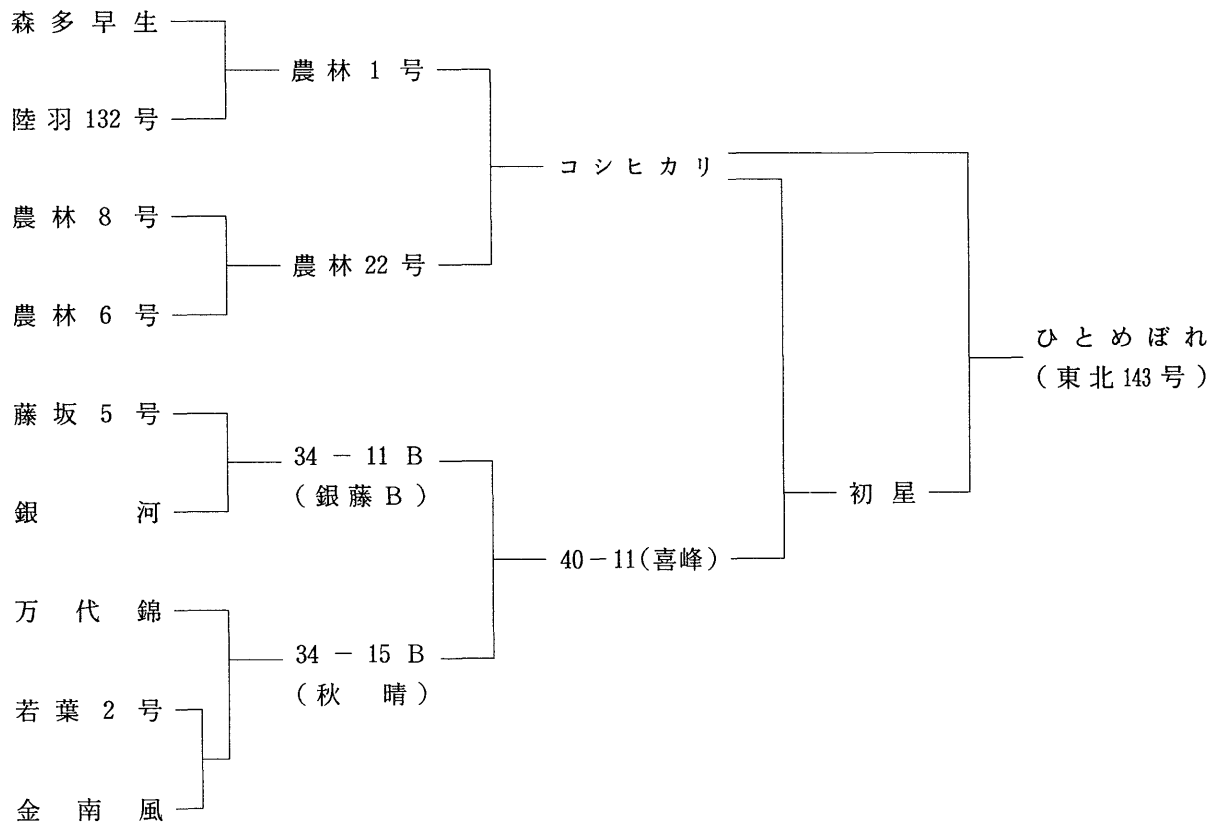 森多早生
農林1号
陸羽132号
コシヒカリ
農林8号
農林22号
農林6号
ひとめぼれ
(東北143号)
藤坂5号
34-11B
(銀藤B)
銀河
初星
40-11(喜峰)
万代錦
34-15B
(秋晴)
若葉2号
金南風